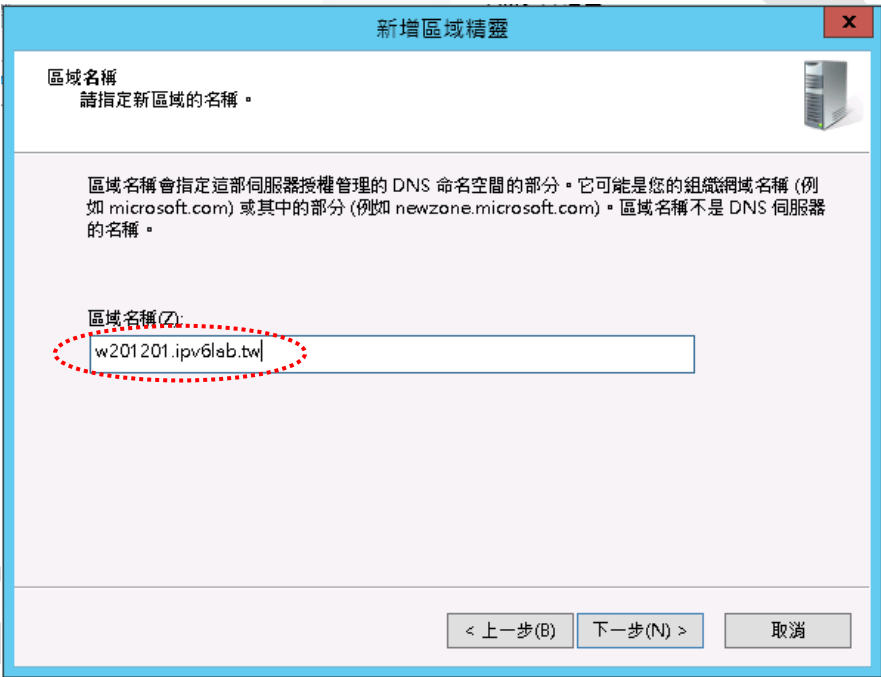 新增區域精靈
x
區域名稱
請指定新區域的名稱。
區域名稱會指定這部伺服器授權管理的 DNS 命名空間的部分。它可能是您的組織網域名稱 (例
如 microsoft.com) 或其中的部分 (例如 newzone.microsoft.com)。區域名稱不是 DNS 伺服器
的名稱。
區域名稱(Z):
w201201.ipv6lab.tw
< 上一步(B)
下一步(N) >
取消